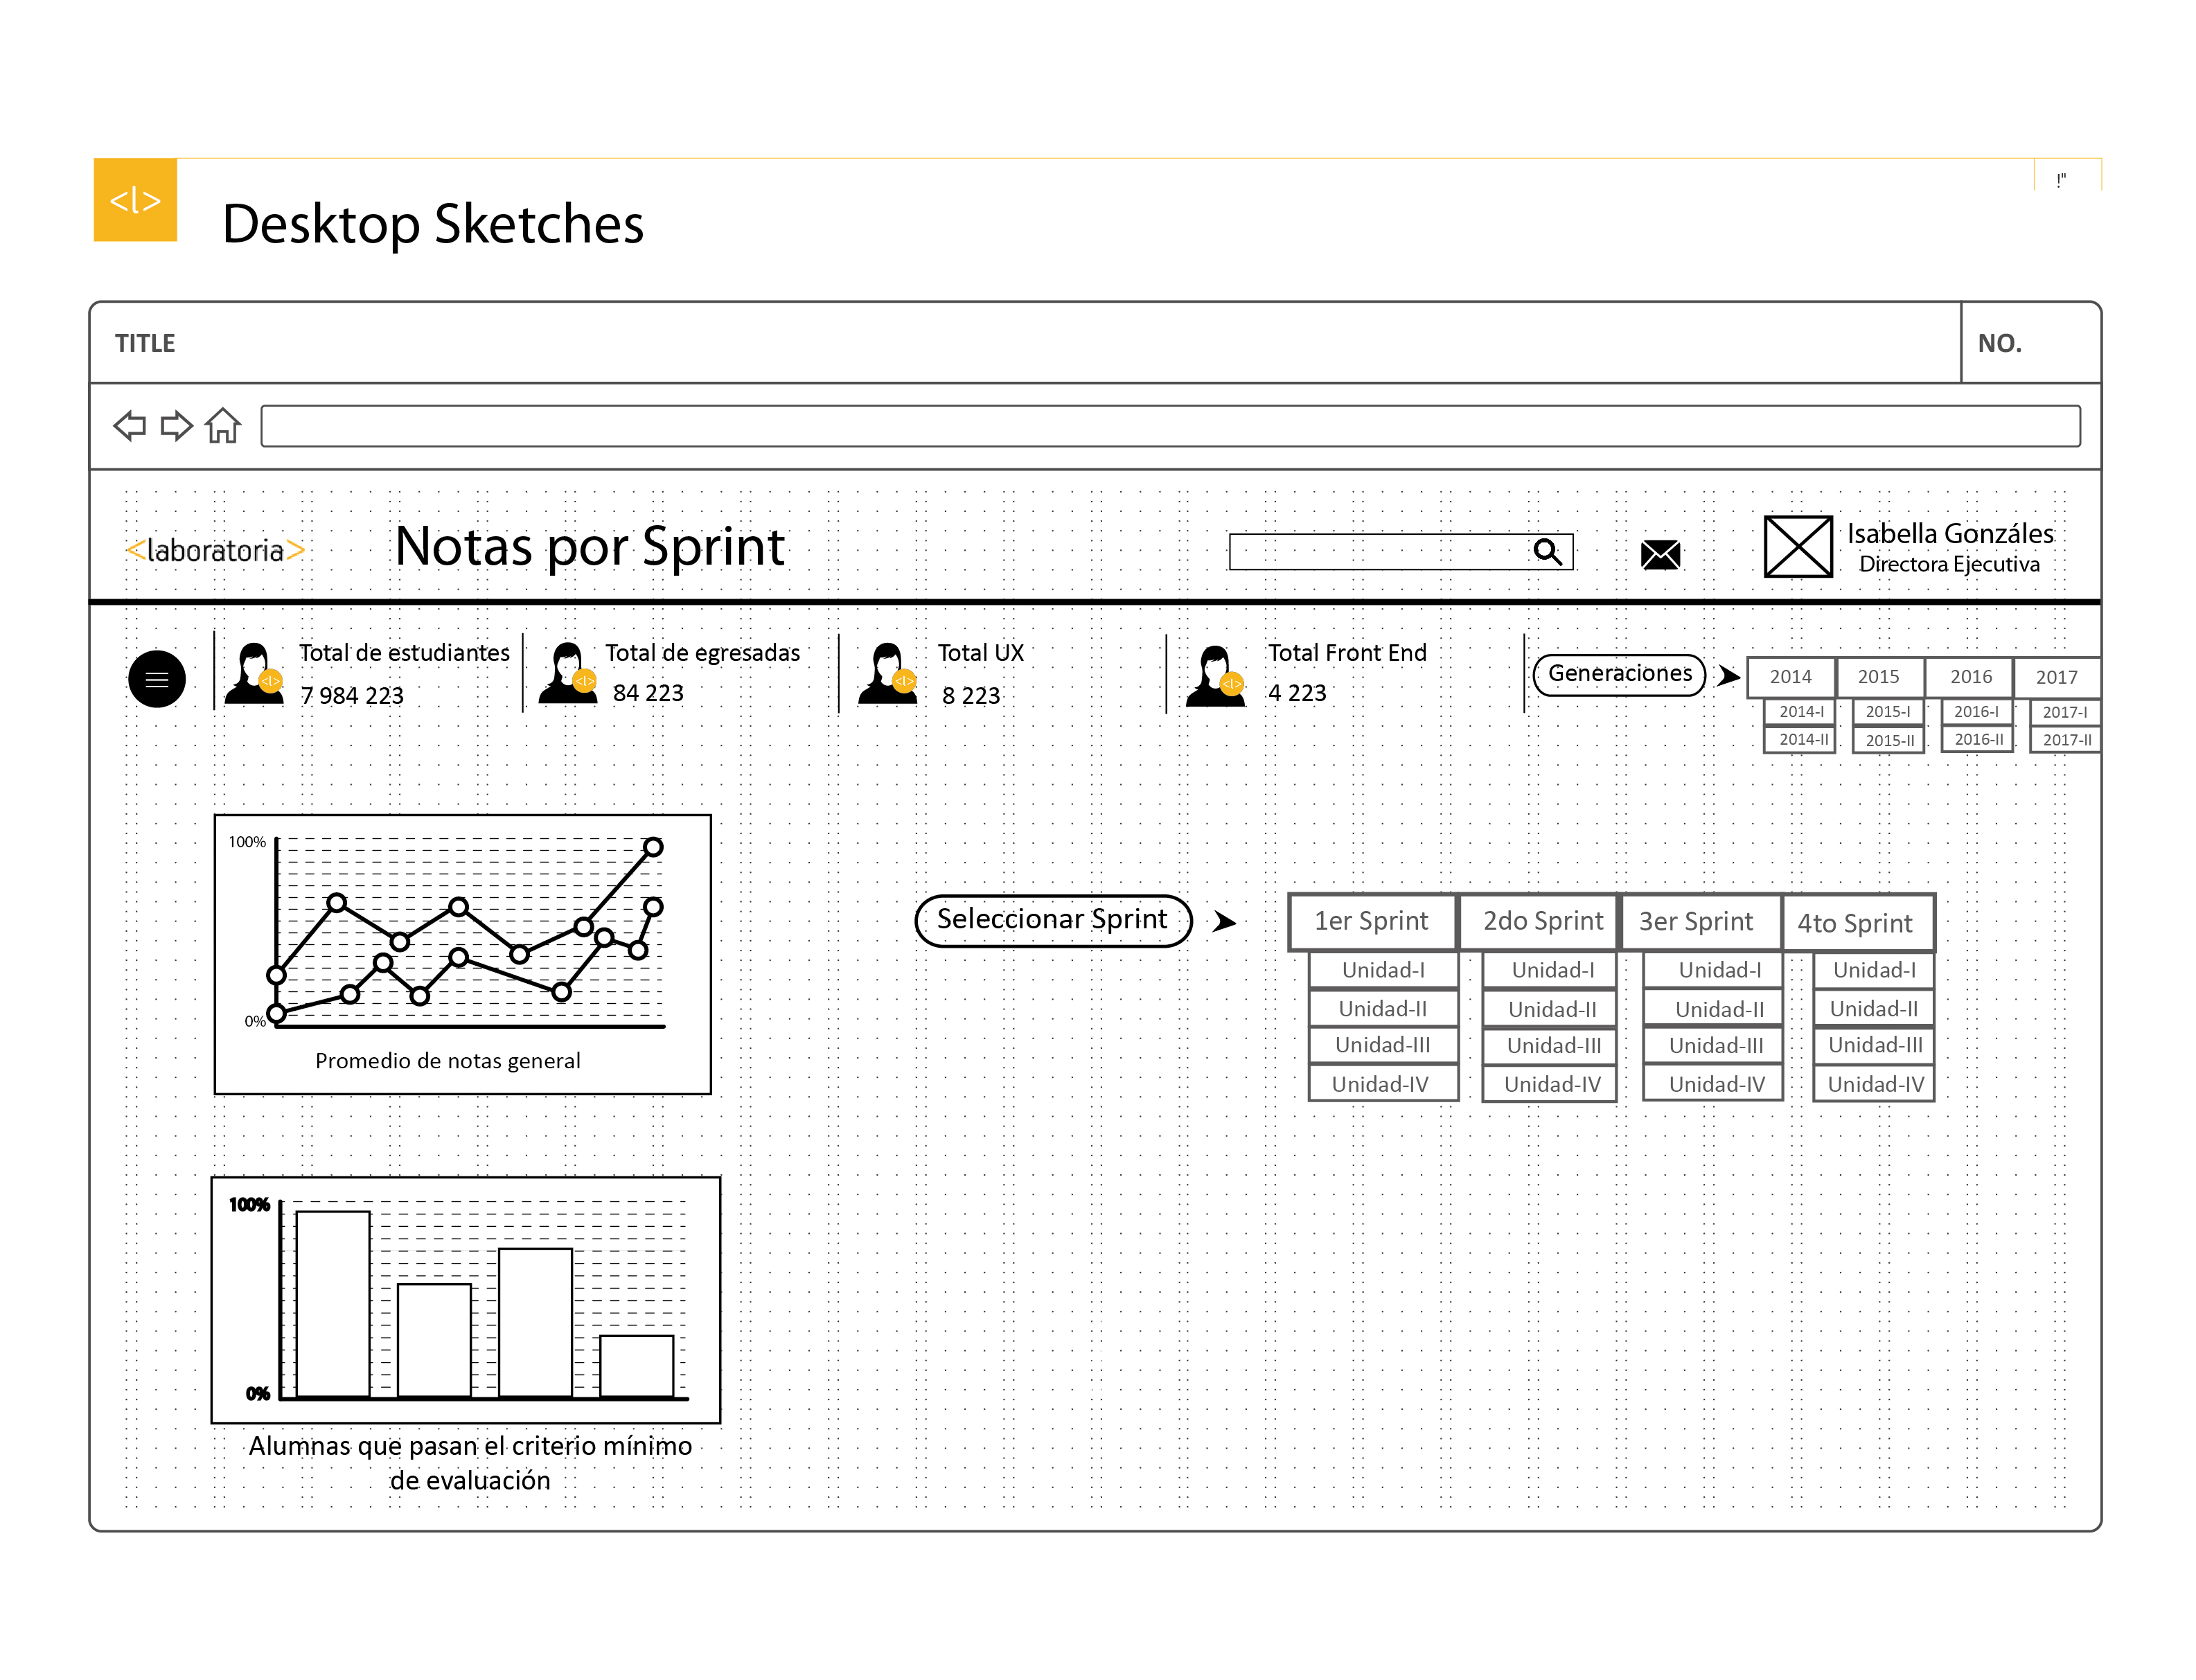 <l>
!"
Desktop Sketches
TITLE
NO.
<laboratoria>
Notas por Sprint
Isabella Gonzáles
Directora Ejecutiva
Total de estudiantes
7 984 223
<l>
Total de egresadas
84 223
<l>
Total UX
8 223
<l>
Total Front End
4 223
<l>
Generaciones
2014 2015 2016 2017
2014-I 2015-I 2016-I 2017-I
2014-II 2015-II 2016-II 2017-II
100%
0%
Promedio de notas general
Seleccionar Sprint
1er Sprint 2do Sprint 3er Sprint 4to Sprint
Unidad-I Unidad-I Unidad-I Unidad-I
Unidad-II Unidad-II Unidad-II Unidad-II
Unidad-III Unidad-III Unidad-III Unidad-III
Unidad-IV Unidad-IV Unidad-IV Unidad-IV
100%
0%
Alumnas que pasan el criterio mínimo
de evaluación